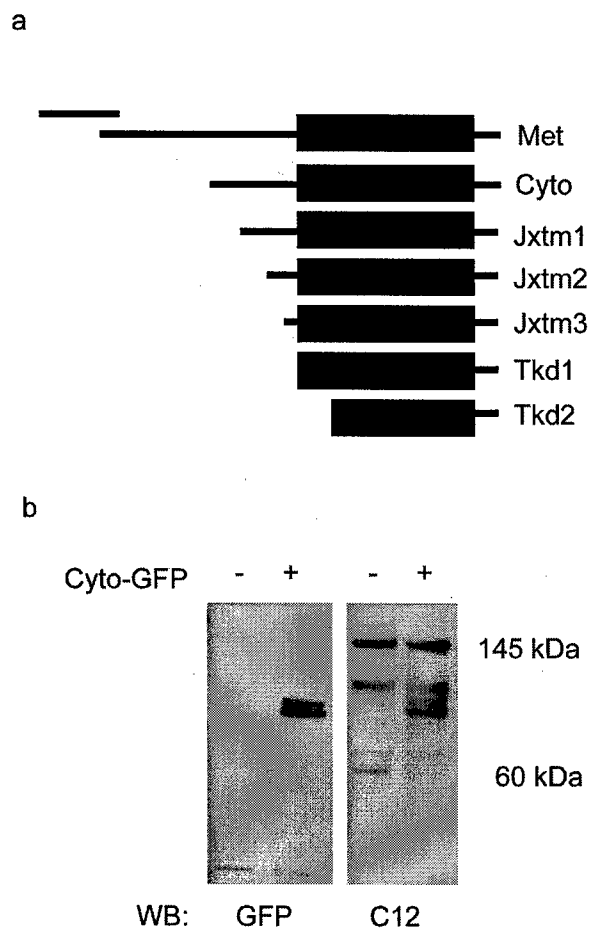 a
Met
Cyto
Jxtm1
Jxtm2
Jxtm3
Tkd1
Tkd2
b
Cyto-GFP - + - +
145 kDa
60 kDa
WB: GFP C12